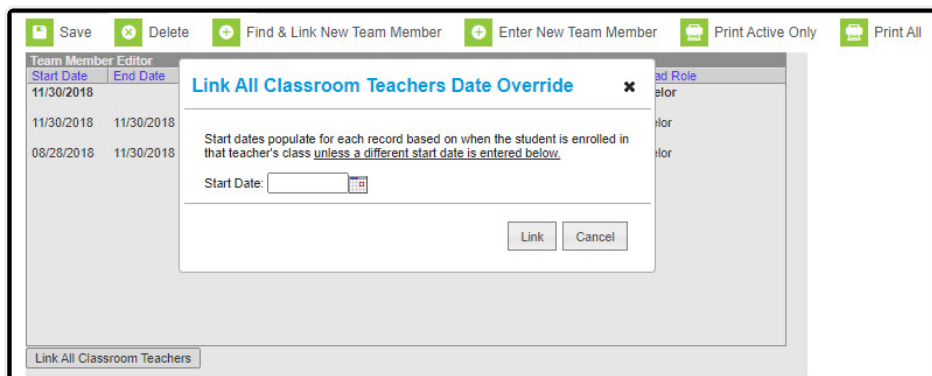 Save Delete Find & Link New Team Member Enter New Team Member Print Active Only Print All
Team Member Editor
Start Date End Date ad Role
11/30/2018 elor
11/30/2018 11/30/2018 elor
08/28/2018 11/30/2018 elor
Link All Classroom Teachers Date Override
Start dates populate for each record based on when the student is enrolled in
that teacher's class unless a different start date is entered below.
Start Date:
Link Cancel
Link All Classroom Teachers